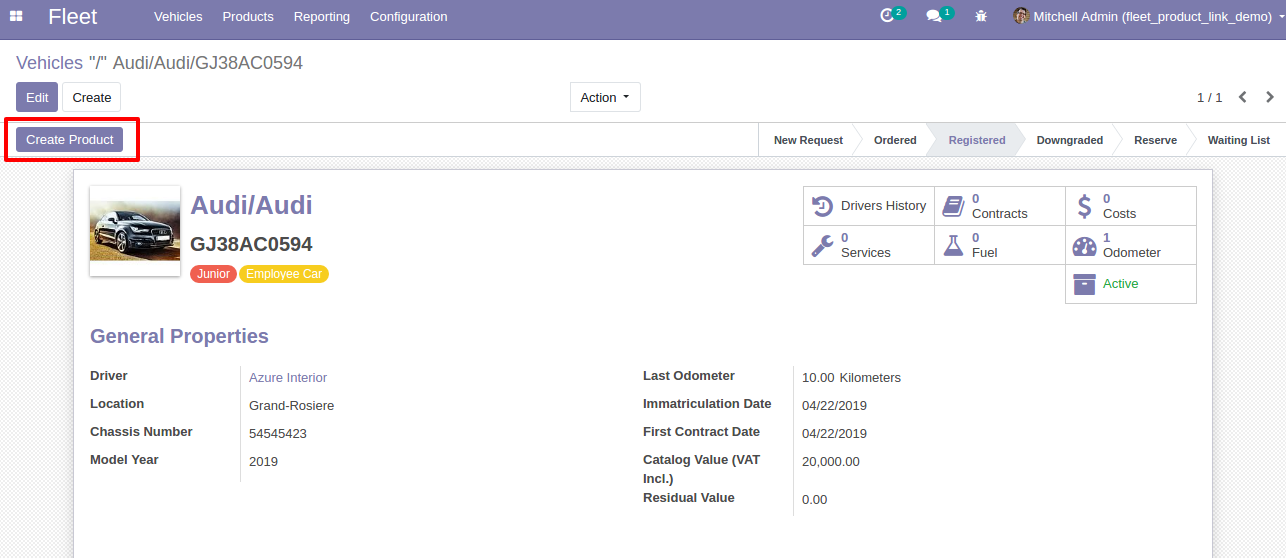 Fleet Vehicles Products Reporting Configuration 2 1 Mitchell Admin (fleet_product_link_demo)
Vehicles "/" Audi/Audi/GJ38AC0594
Edit Create Action 1 / 1
Create Product New Request Ordered Registered Downgraded Reserve Waiting List
Audi/Audi
GJ38AC0594
Junior Employee Car
Drivers History
0
Contracts
0
Costs
0
Services
0
Fuel
1
Odometer
Active
General Properties
Driver Azure Interior
Location Grand-Rosiere
Chassis Number 54545423
Model Year 2019
Last Odometer 10.00 Kilometers
Immatriculation Date 04/22/2019
First Contract Date 04/22/2019
Catalog Value (VAT 20,000.00
Incl.)
Residual Value 0.00